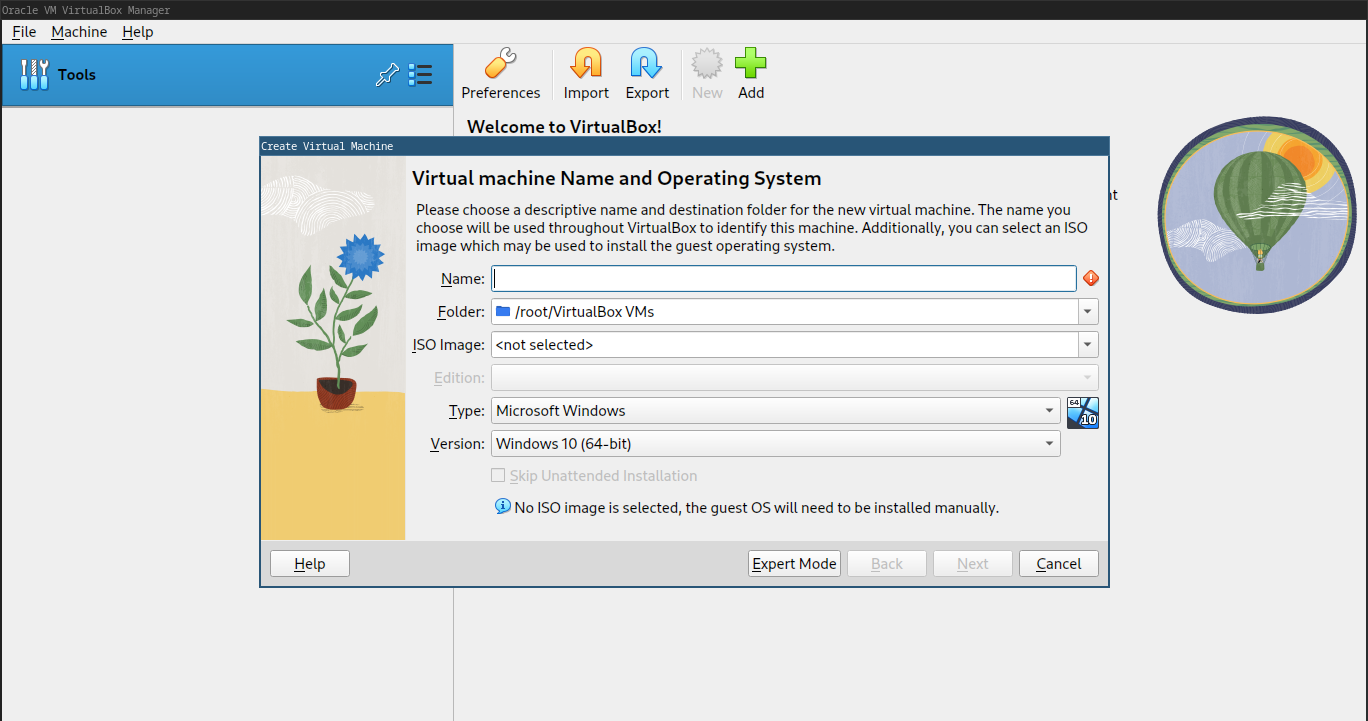 Oracle VM VirtualBox Manager
File Machine Help
Tools
Preferences Import Export New Add
Welcome to VirtualBox!
Create Virtual Machine
Virtual machine Name and Operating System
Please choose a descriptive name and destination folder for the new virtual machine. The name you
choose will be used throughout VirtualBox to identify this machine. Additionally, you can select an ISO
image which may be used to install the guest operating system.
Name:
Folder: /root/VirtualBox VMs
ISO Image: <not selected>
Edition:
Type: Microsoft Windows
64
10
Version: Windows 10 (64-bit)
Skip Unattended Installation
No ISO image is selected, the guest OS will need to be installed manually.
Help Expert Mode Back Next Cancel